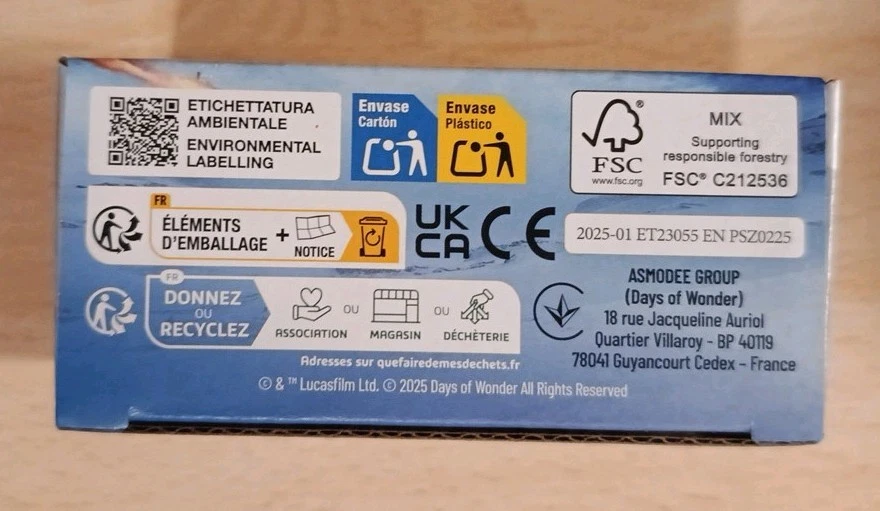 ETICHETTATURA
AMBIENTALE
ENVIRONMENTAL
LABELLING
Envase
Cartón
Envase
Plástico
FSC®
www.fsc.org
MIX
Supporting
responsible forestry
FSC® C212536
FR
ÉLÉMENTS
D'EMBALLAGE
+
NOTICE
UK
CA
CE
2025-01 ET23055 EN PSZ0225
FR
DONNEZ
OU
RECYCLEZ
ASSOCIATION
OU
MAGASIN
OU
DÉCHÈTERIE
Adresses sur quefairedemesdechets.fr
ASMODEE GROUP
(Days of Wonder)
18 rue Jacqueline Auriol
Quartier Villaroy - BP 40119
78041 Guyancourt Cedex - France
© & ™ Lucasfilm Ltd. © 2025 Days of Wonder All Rights Reserved